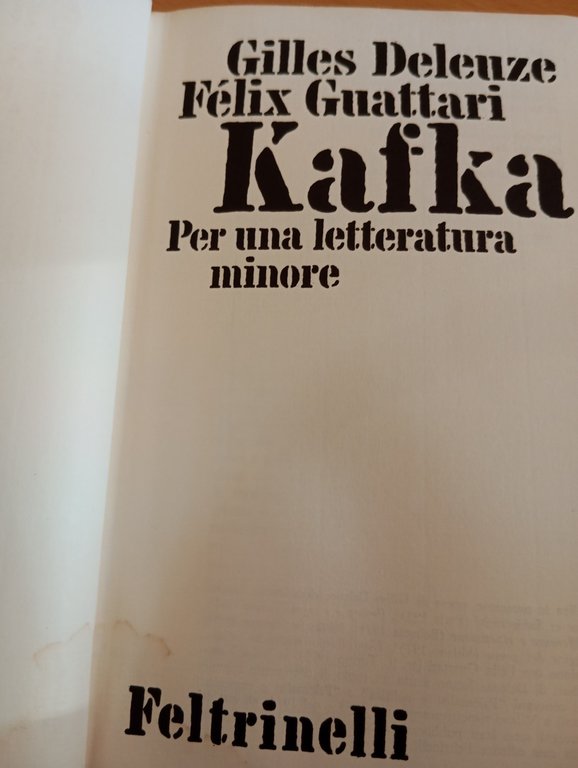 Gilles Deleuze
Félix Guattari
Kafka
Per una letteratura
minore
Feltrinelli